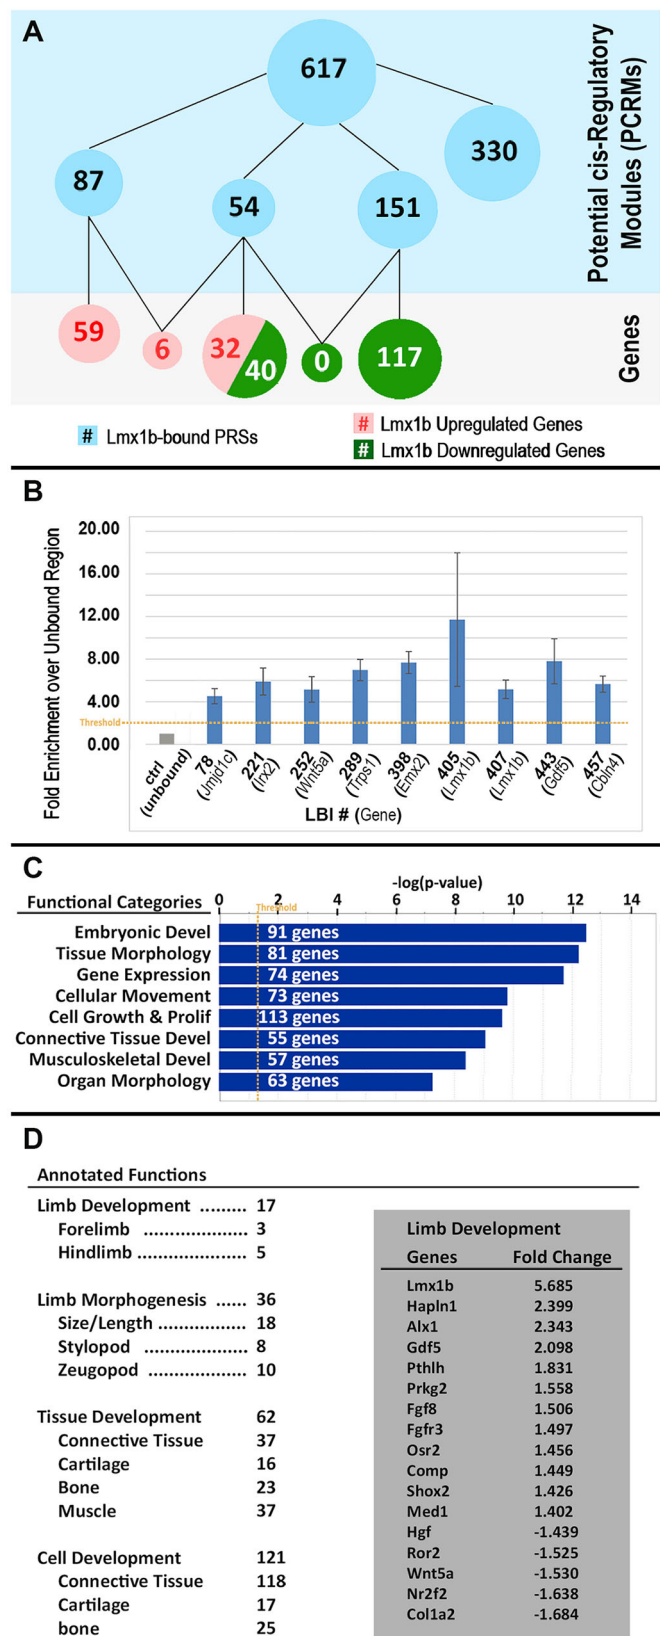 A
617
330
87
54
151
Potential cis-Regulatory
Modules (PCRMs)
59
6
32
40
0
117
Genes
# Lmx1b-bound PRSs
# Lmx1b Upregulated Genes
# Lmx1b Downregulated Genes
B
Fold Enrichment over Unbound Region
20.00
16.00
12.00
8.00
4.00
Threshold
0.00
ctrl
(unbound)
78
(Jmjd1c)
221
(Irx2)
252
(Wnt5a)
289
(Trps1)
398
(Emx2)
405
(Lmx1b)
407
(Lmx1b)
443
(Gdf5)
457
(Cbln4)
LBI # (Gene)
C
-log(p-value)
Functional Categories
0 2 4 6 8 10 12 14
Threshold
Embryonic Devel 91 genes
Tissue Morphology 81 genes
Gene Expression 74 genes
Cellular Movement 73 genes
Cell Growth & Prolif 113 genes
Connective Tissue Devel 55 genes
Musculoskeletal Devel 57 genes
Organ Morphology 63 genes
D
Annotated Functions
Limb Development ......... 17
Forelimb ................... 3
Hindlimb .................... 5
Limb Morphogenesis ...... 36
Size/Length ................. 18
Stylopod .................... 8
Zeugopod ................... 10
Tissue Development 62
Connective Tissue 37
Cartilage 16
Bone 23
Muscle 37
Cell Development 121
Connective Tissue 118
Cartilage 17
bone 25
Limb Development
Genes Fold Change
Lmx1b 5.685
Hapln1 2.399
Alx1 2.343
Gdf5 2.098
Pthlh 1.831
Prkg2 1.558
Fgf8 1.506
Fgfr3 1.497
Osr2 1.456
Comp 1.449
Shox2 1.426
Med1 1.402
Hgf -1.439
Ror2 -1.525
Wnt5a -1.530
Nr2f2 -1.638
Col1a2 -1.684